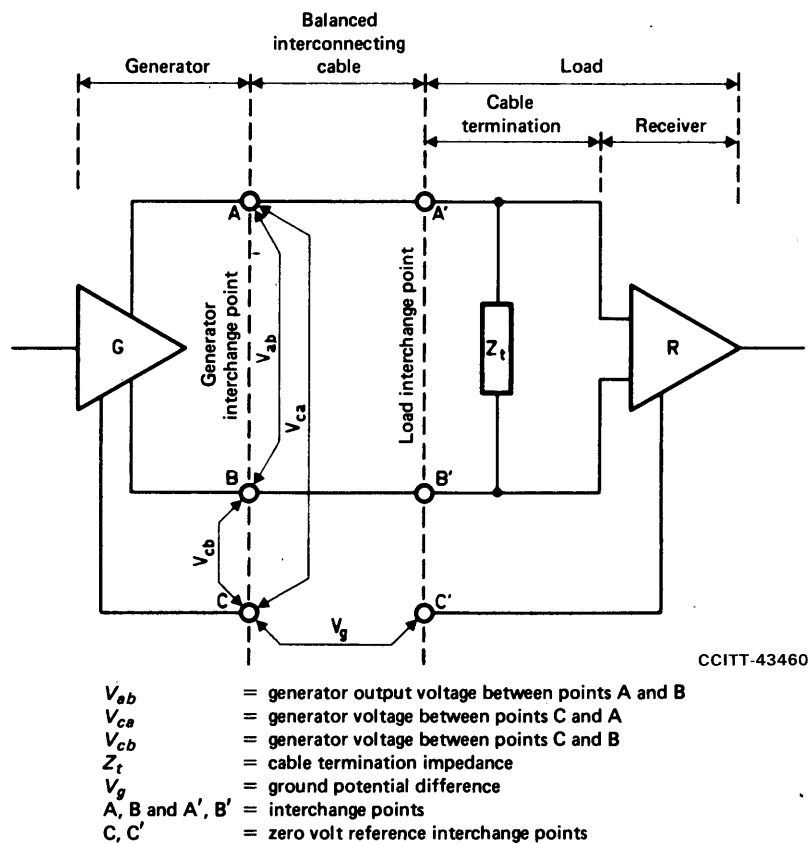 Balanced
interconnecting
cable
Generator
Load
Cable
termination
Receiver
A
A'
Generator
interchange point
Load interchange point
G
V_ab
V_ca
Z_t
R
B
B'
V_cb
C
C'
V_g
CCITT-43460
V_ab = generator output voltage between points A and B
V_ca = generator voltage between points C and A
V_cb = generator voltage between points C and B
Z_t = cable termination impedance
V_g = ground potential difference
A, B and A', B' = interchange points
C, C' = zero volt reference interchange points